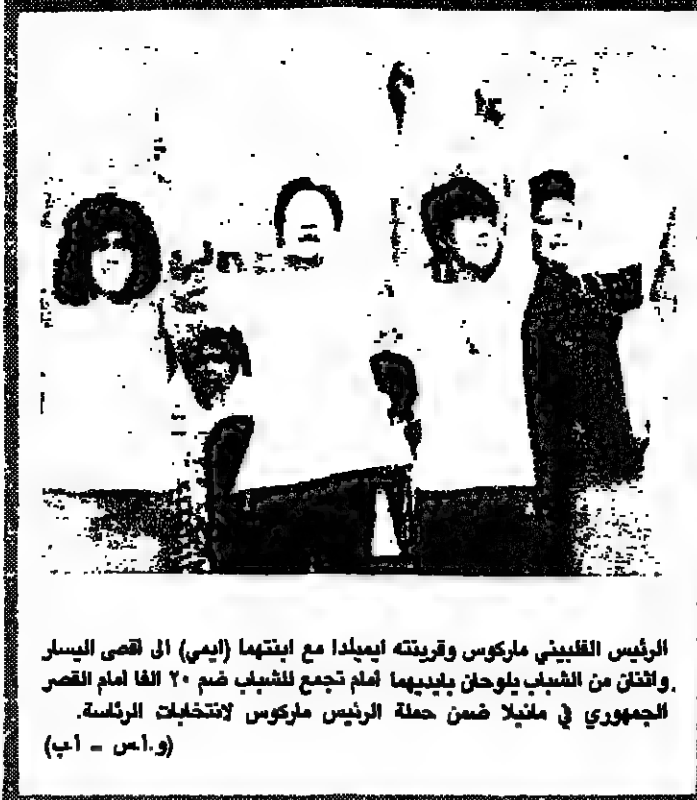 الرئيس الفلبيني ماركوس وقرينته ايميلدا مع ابنتهما (ايمي) الى اقصى اليسار
واثنان من الشباب يلوحان بايديهما أمام تجمع للشباب ضم ٢٠ الفا امام القصر
الجمهوري في مانيلا ضمن حملة الرئيس ماركوس لانتخابات الرئاسة.
(و.أ.س - أ.ب)